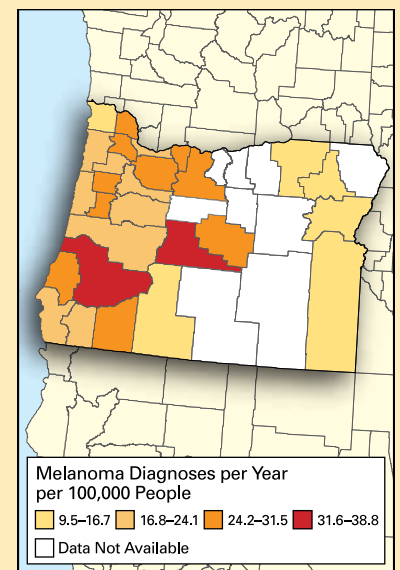 Melanoma Diagnoses per Year
per 100,000 People
9.5–16.7 16.8–24.1 24.2–31.5 31.6–38.8
Data Not Available